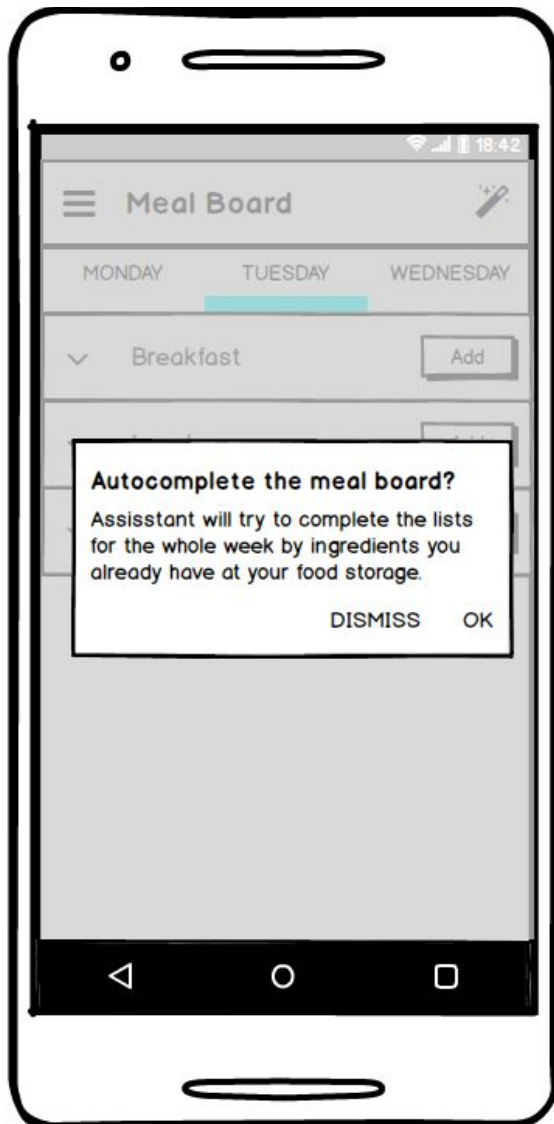 18:42
Meal Board
MONDAY TUESDAY WEDNESDAY
Breakfast Add
Autocomplete the meal board?
Assisstant will try to complete the lists
for the whole week by ingredients you
already have at your food storage.
DISMISS OK